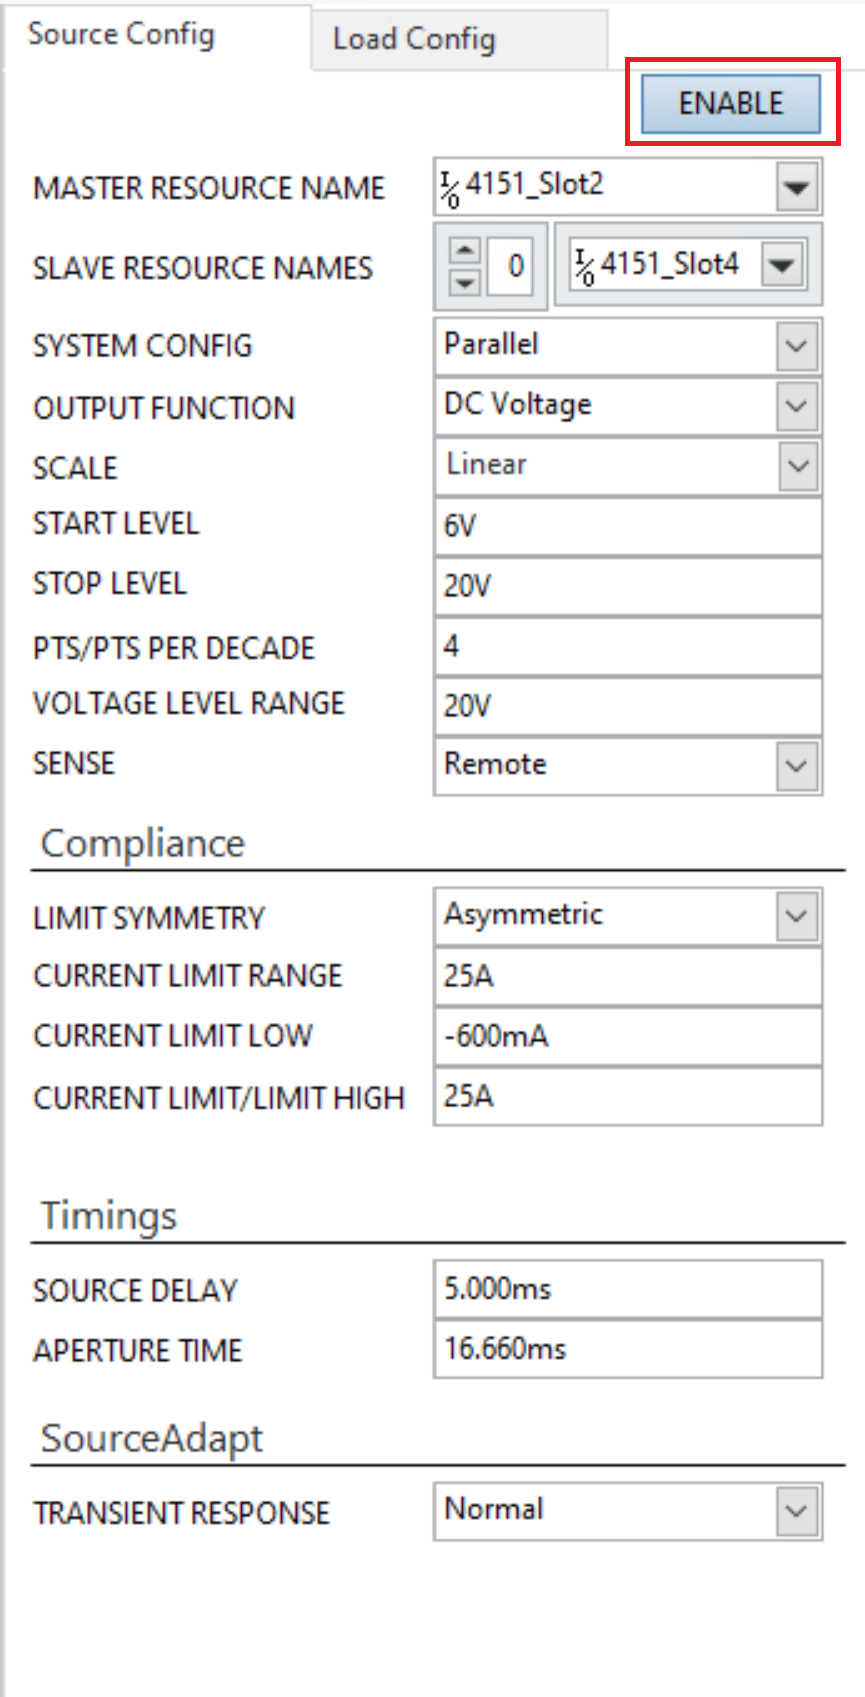 Source Config
Load Config
ENABLE
MASTER RESOURCE NAME I/O 4151_Slot2
SLAVE RESOURCE NAMES 0 I/O 4151_Slot4
SYSTEM CONFIG Parallel
OUTPUT FUNCTION DC Voltage
SCALE Linear
START LEVEL 6V
STOP LEVEL 20V
PTS/PTS PER DECADE 4
VOLTAGE LEVEL RANGE 20V
SENSE Remote
Compliance
LIMIT SYMMETRY Asymmetric
CURRENT LIMIT RANGE 25A
CURRENT LIMIT LOW -600mA
CURRENT LIMIT/LIMIT HIGH 25A
Timings
SOURCE DELAY 5.000ms
APERTURE TIME 16.660ms
SourceAdapt
TRANSIENT RESPONSE Normal